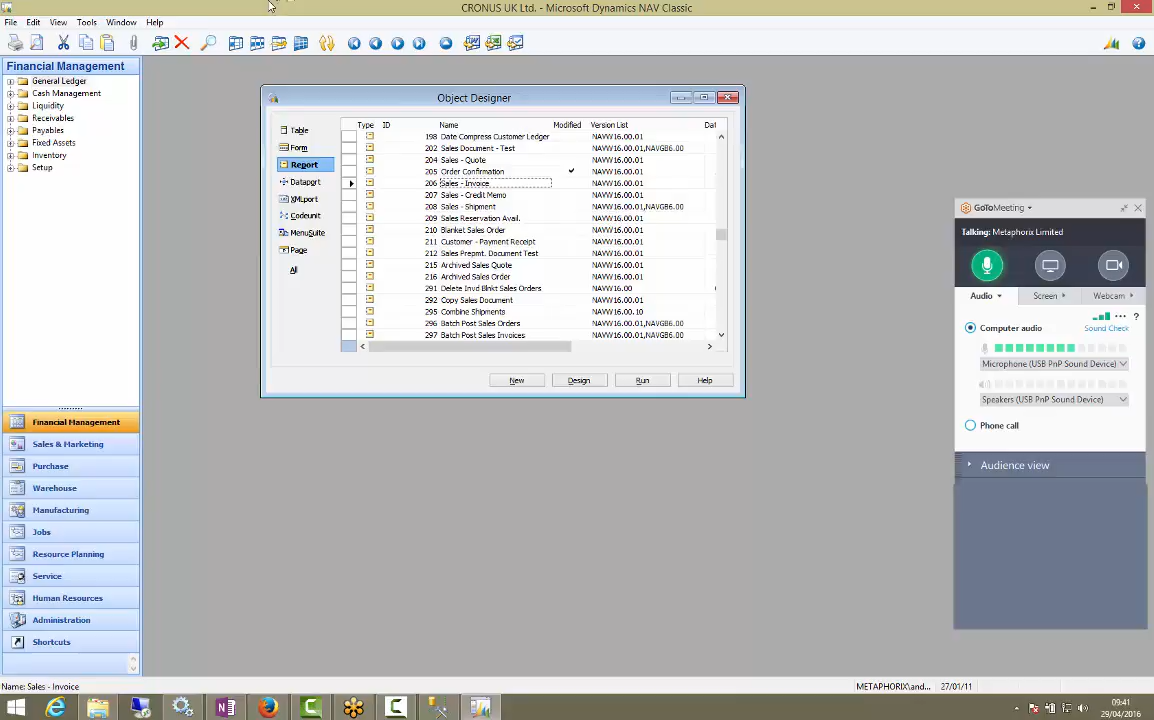 CRONUS UK Ltd. - Microsoft Dynamics NAV Classic
File Edit View Tools Window Help
Financial Management
General Ledger
Cash Management
Liquidity
Receivables
Payables
Fixed Assets
Inventory
Setup
Financial Management
Sales & Marketing
Purchase
Warehouse
Manufacturing
Jobs
Resource Planning
Service
Human Resources
Administration
Shortcuts
Object Designer
Table
Form
Report
Dataport
XMLport
Codeunit
MenuSuite
Page
All
Type ID Name Modified Version List Dat
198 Date Compress Customer Ledger NAVW16.00.01
202 Sales Document - Test NAVW16.00.01,NAVGB6.00
204 Sales - Quote NAVW16.00.01
205 Order Confirmation NAVW16.00.01
206 Sales - Invoice NAVW16.00.01
207 Sales - Credit Memo NAVW16.00.01
208 Sales - Shipment NAVW16.00.01,NAVGB6.00
209 Sales Reservation Avail. NAVW16.00.01
210 Blanket Sales Order NAVW16.00.01
211 Customer - Payment Receipt NAVW16.00.01
212 Sales Prepmt. Document Test NAVW16.00.01
215 Archived Sales Quote NAVW16.00.01
216 Archived Sales Order NAVW16.00.01
291 Delete Invd Blnkt Sales Orders NAVW16.00
292 Copy Sales Document NAVW16.00.01
295 Combine Shipments NAVW16.00.10
296 Batch Post Sales Orders NAVW16.00.01,NAVGB6.00
297 Batch Post Sales Invoices NAVW16.00.01,NAVGB6.00
New Design Run Help
GoToMeeting
Talking: Metaphorix Limited
Audio Screen Webcam
Computer audio
Sound Check
Microphone (USB PnP Sound Device)
Speakers (USB PnP Sound Device)
Phone call
Audience view
Name: Sales - Invoice
METAPHORIX\and...
27/01/11
09:41
29/04/2016